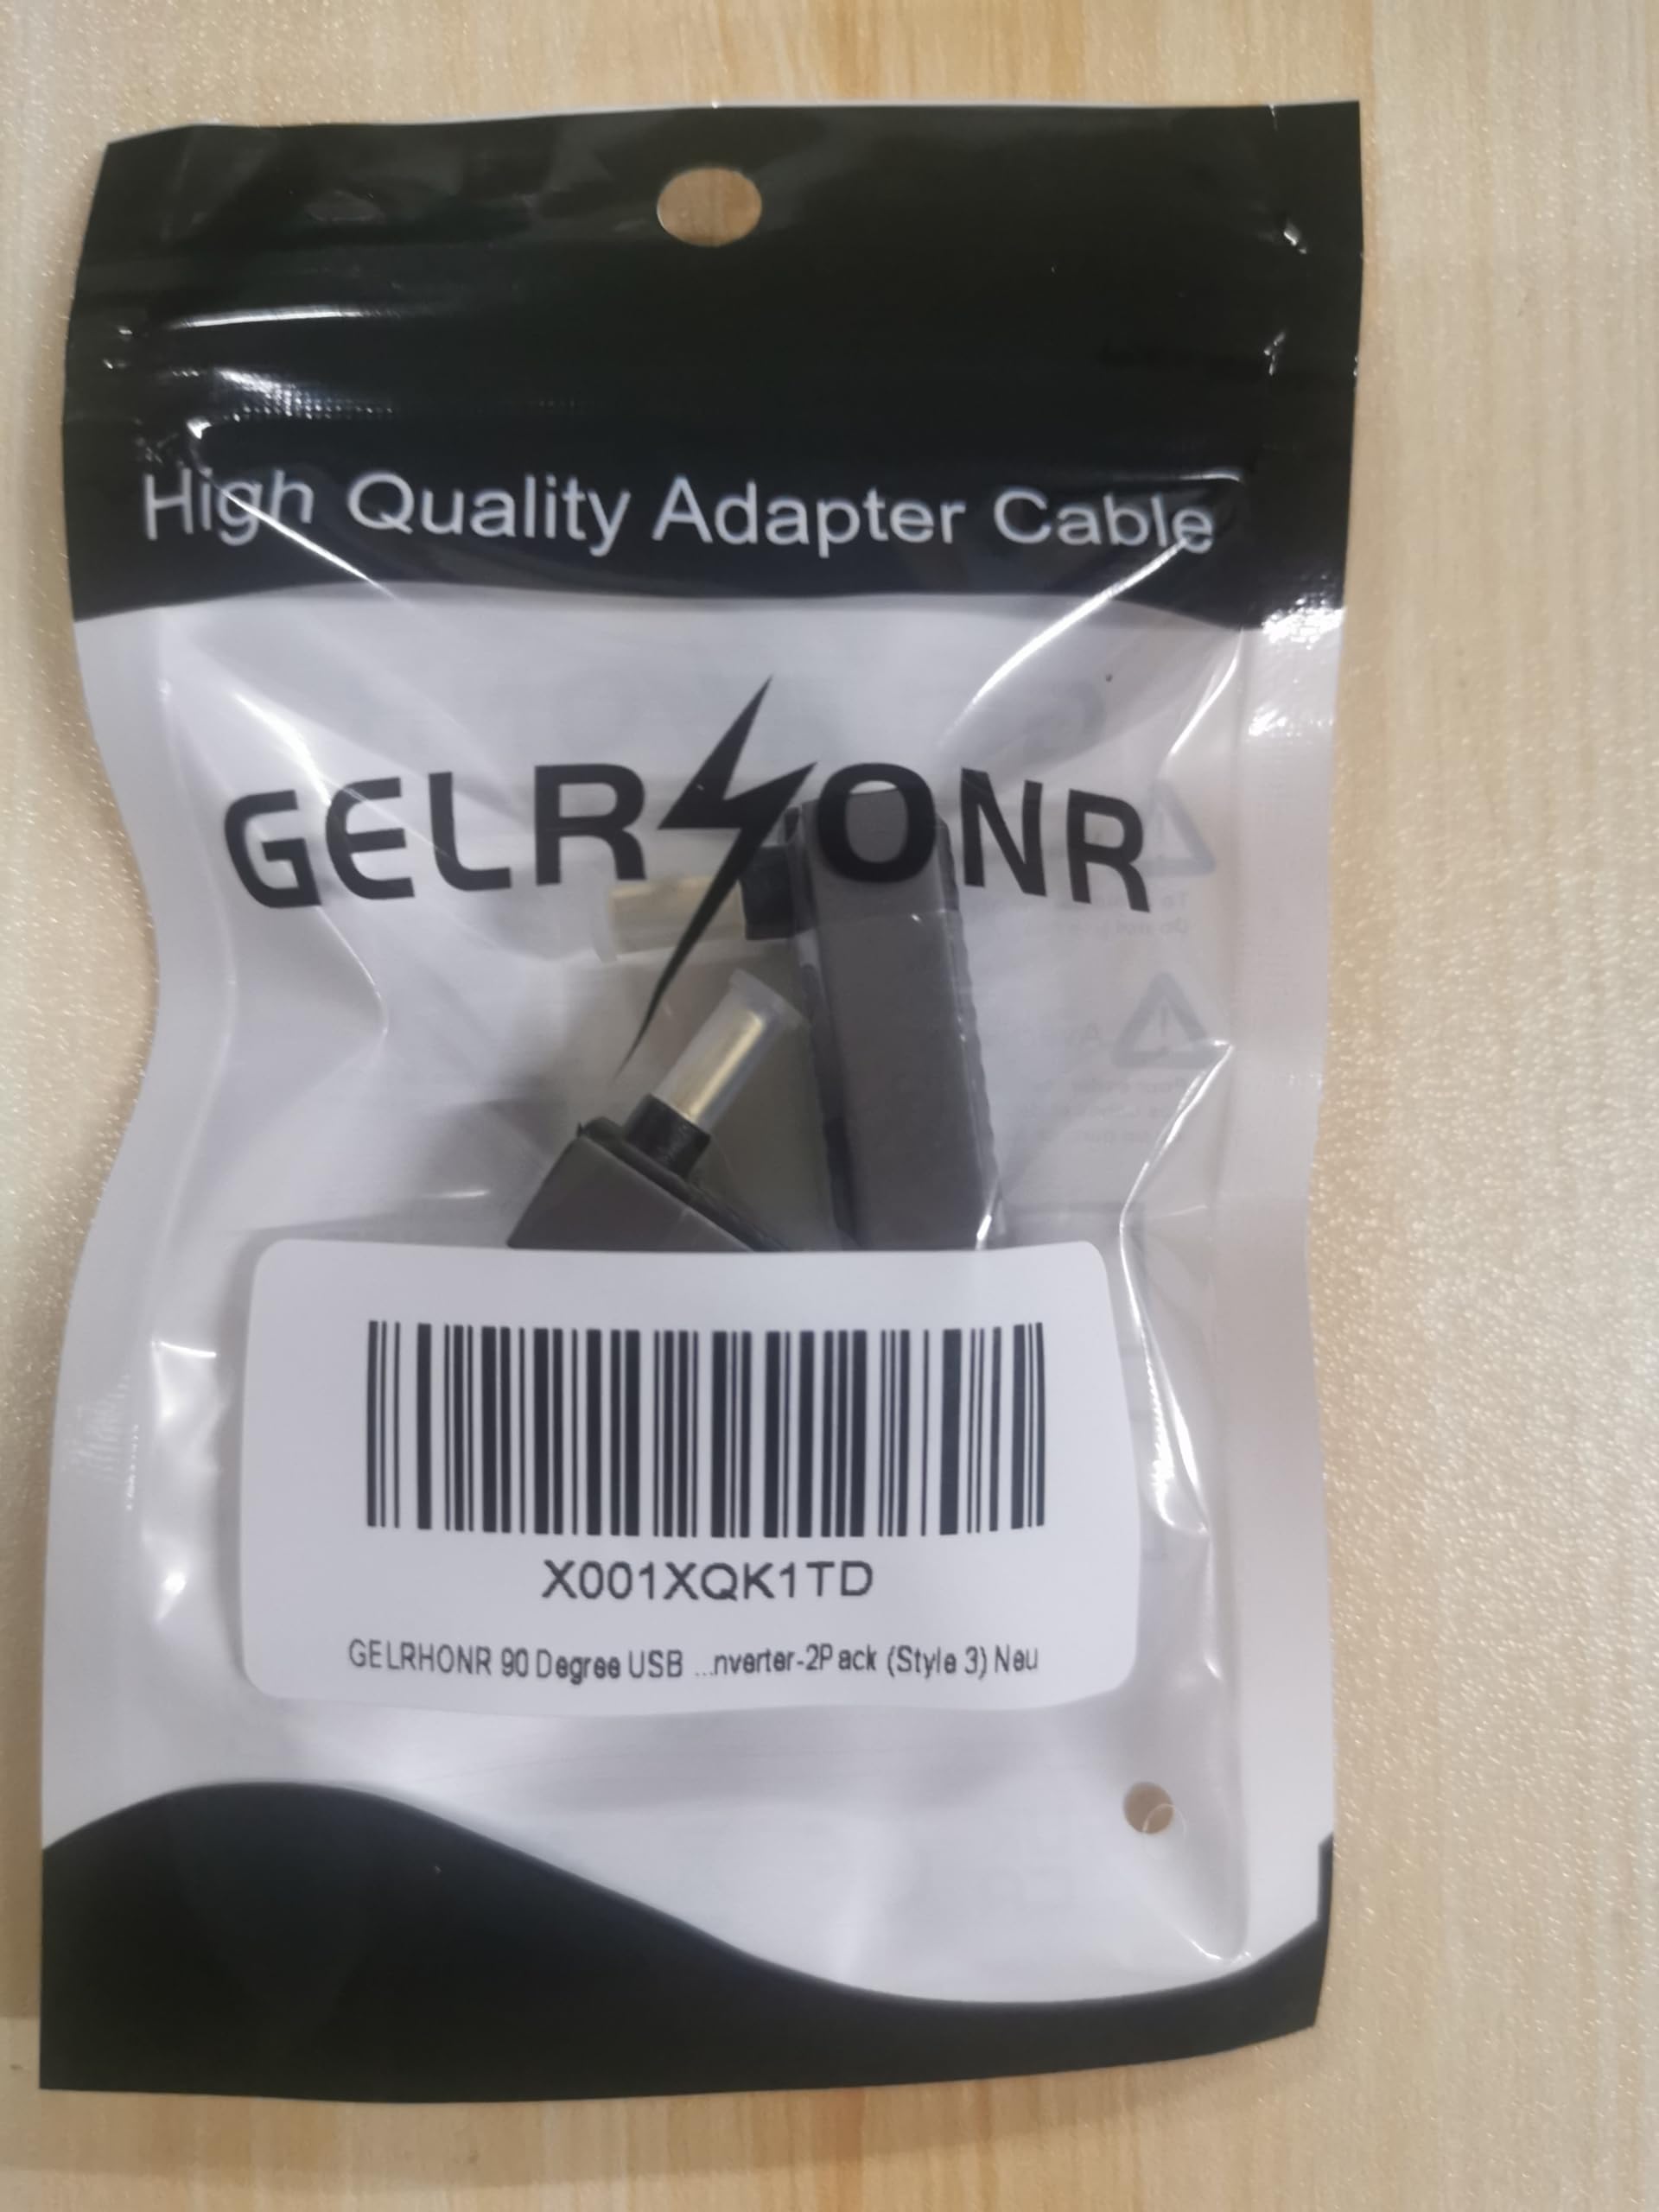 High Quality Adapter Cable
GELRHONR
X001XQK1TD
GELRHONR 90 Degree USB ...nverter-2Pack (Style 3) Neu